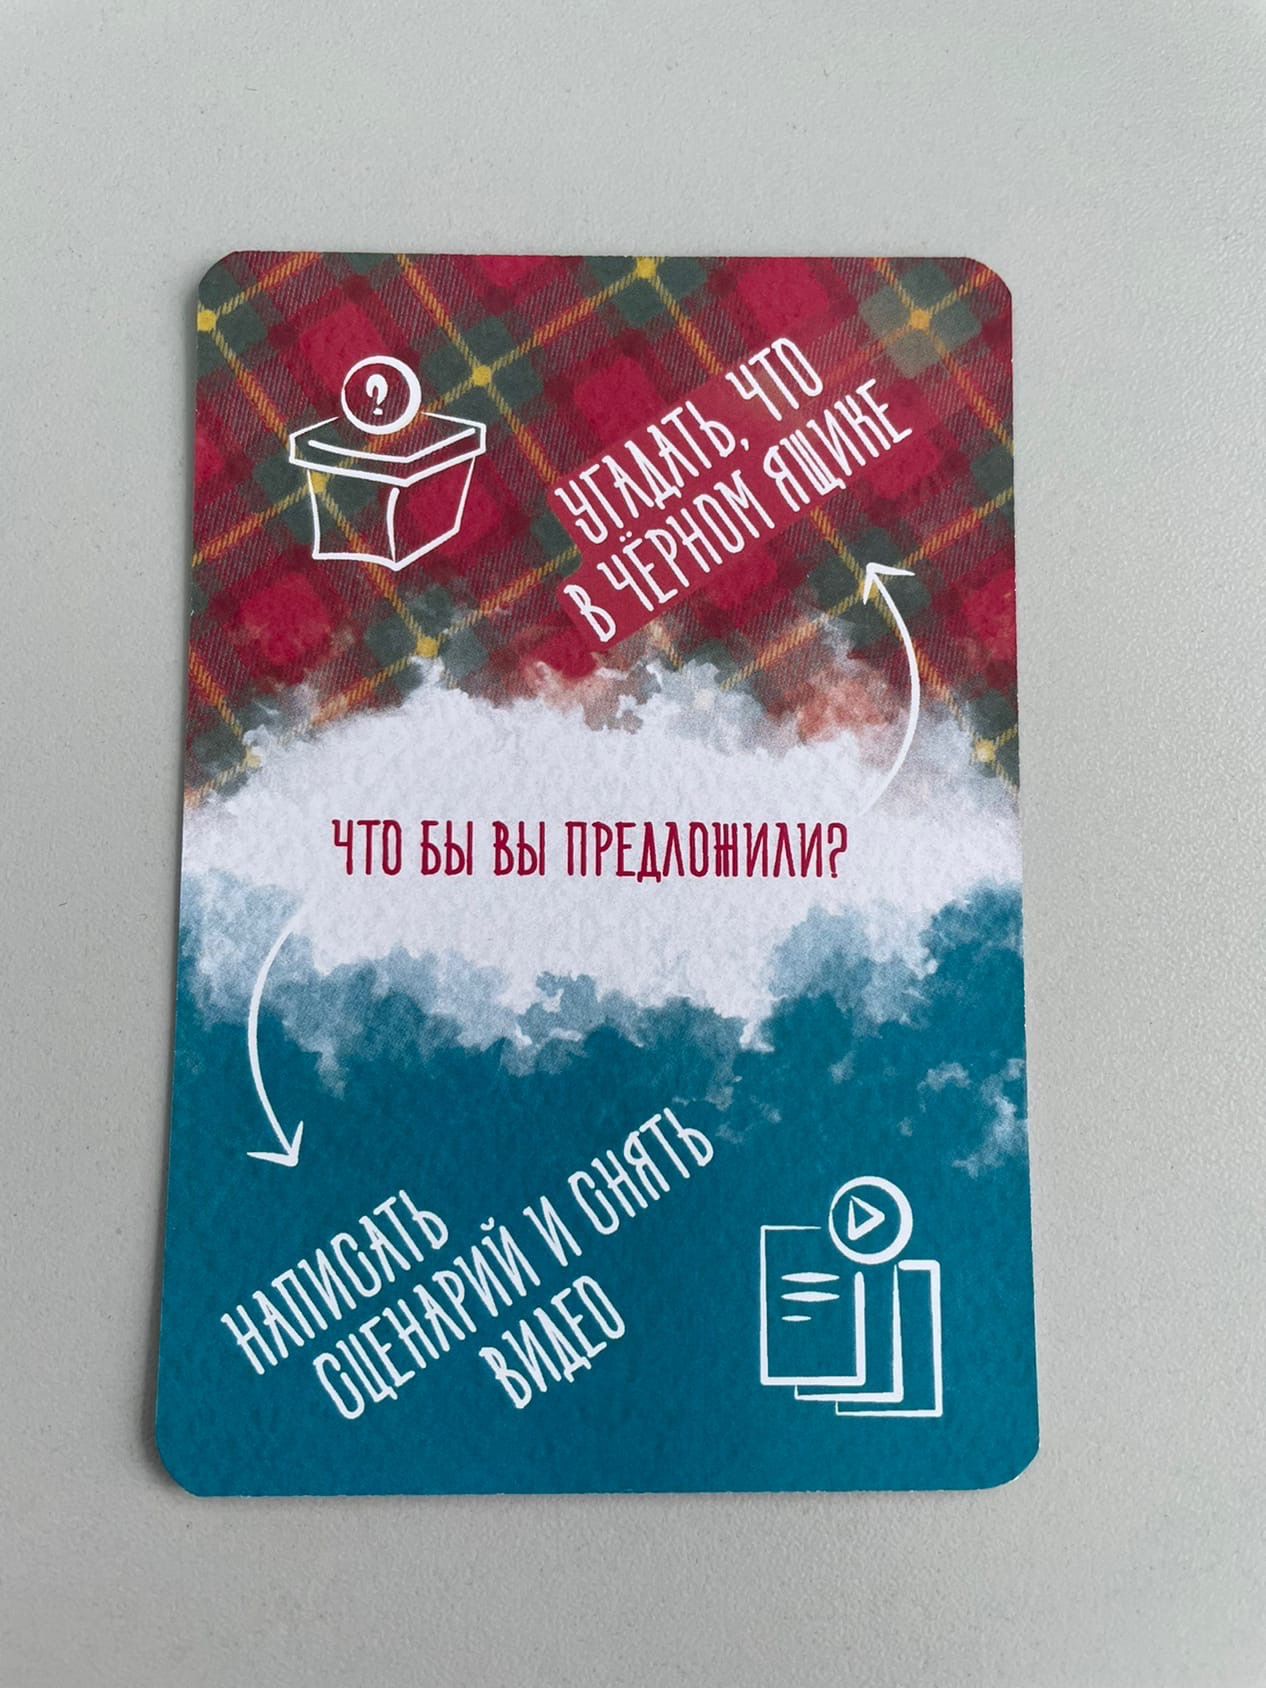 ?
УГАДАТЬ, ЧТО
В ЧЁРНОМ ЯЩИКЕ
ЧТО БЫ ВЫ ПРЕДЛОЖИЛИ?
НАПИСАТЬ
СЦЕНАРИЙ И СНЯТЬ
ВИДЕО